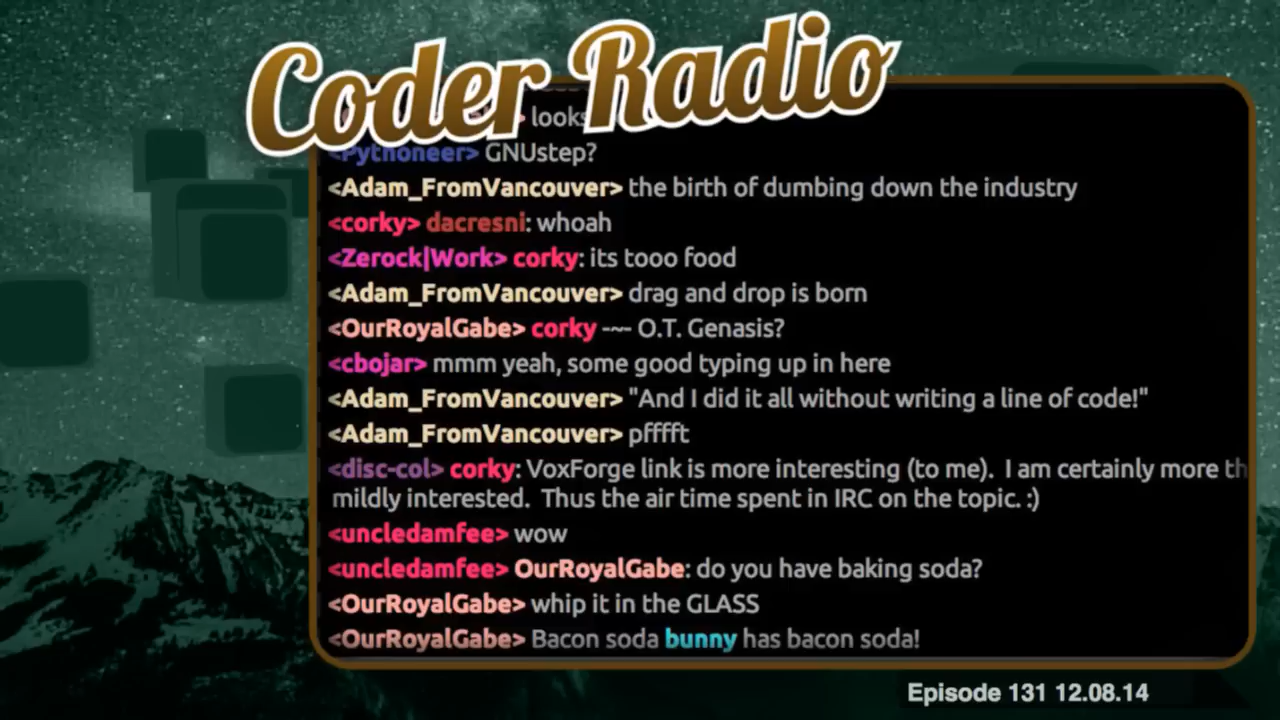 Coder Radio
looks
<Pythoneer> GNUstep?
<Adam_FromVancouver> the birth of dumbing down the industry
<corky> dacresni: whoah
<Zerock|Work> corky: its tooo food
<Adam_FromVancouver> drag and drop is born
<OurRoyalGabe> corky -~- O.T. Genasis?
<cbojar> mmm yeah, some good typing up in here
<Adam_FromVancouver> "And I did it all without writing a line of code!"
<Adam_FromVancouver> pfffft
<disc-col> corky: VoxForge link is more interesting (to me). I am certainly more th
mildly interested. Thus the air time spent in IRC on the topic. :)
<uncledamfee> wow
<uncledamfee> OurRoyalGabe: do you have baking soda?
<OurRoyalGabe> whip it in the GLASS
<OurRoyalGabe> Bacon soda bunny has bacon soda!
Episode 131 12.08.14